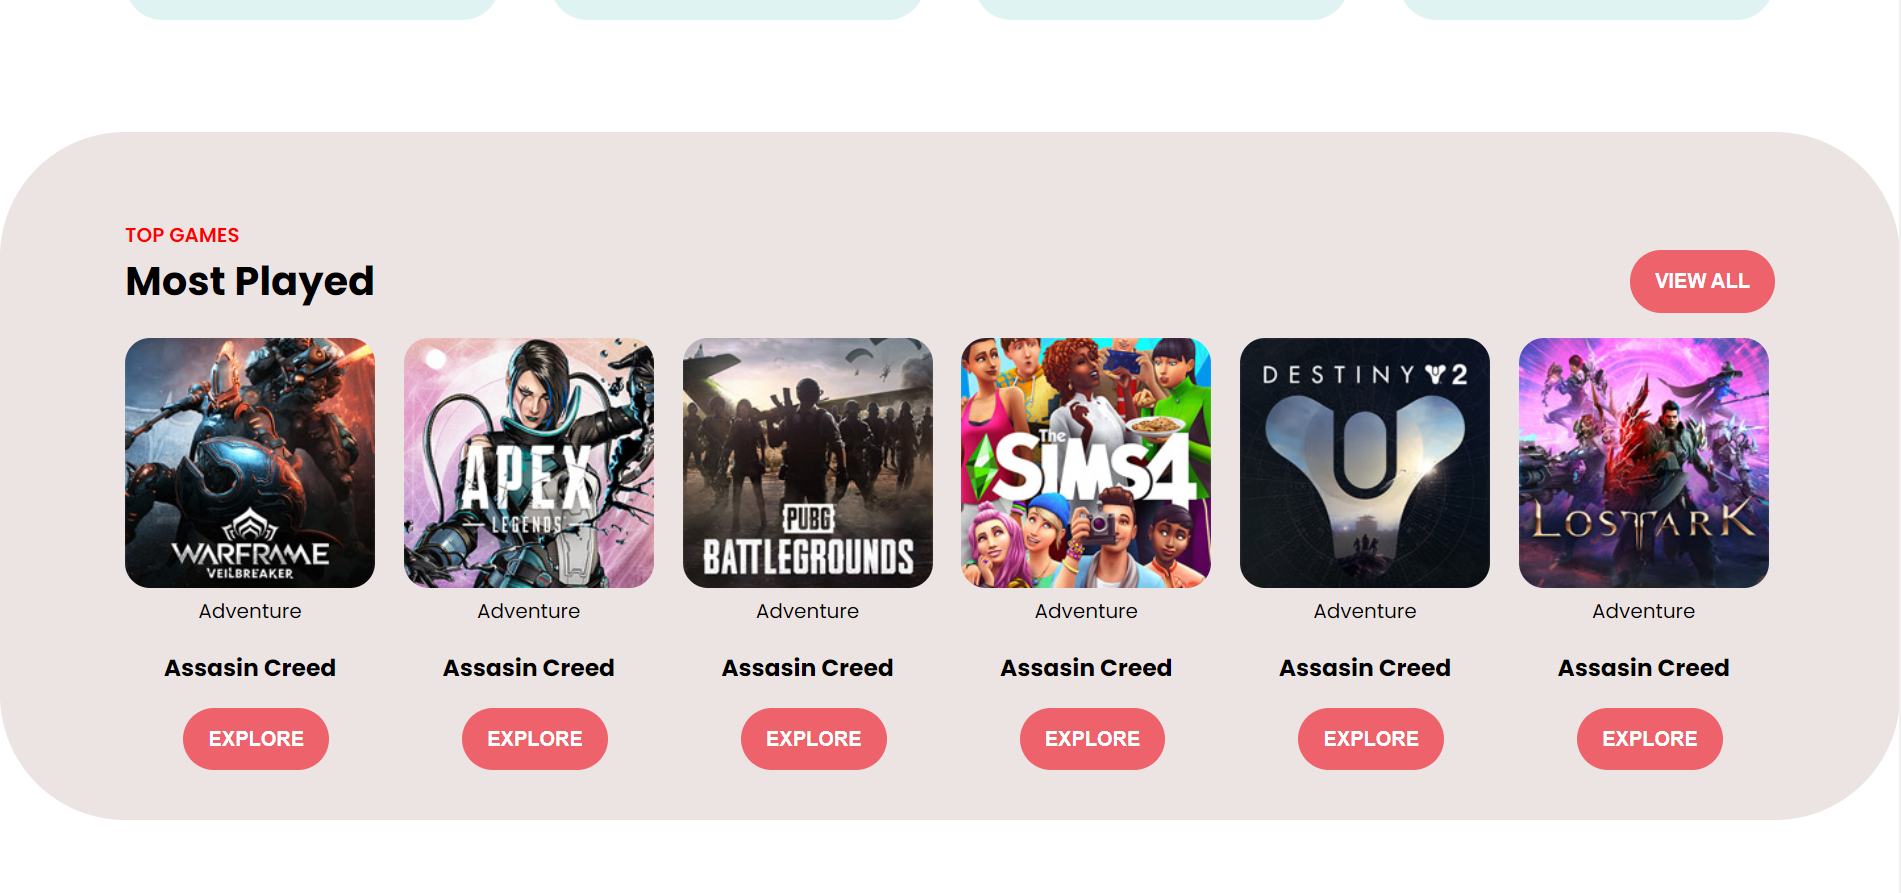 TOP GAMES
Most Played
VIEW ALL
WARFRAME
VEILBREAKER
APEX
LEGENDS
PUBG
BATTLEGROUNDS
The
SIMS4
DESTINY 2
LOST ARK
Adventure
Adventure
Adventure
Adventure
Adventure
Adventure
Assasin Creed
Assasin Creed
Assasin Creed
Assasin Creed
Assasin Creed
Assasin Creed
EXPLORE
EXPLORE
EXPLORE
EXPLORE
EXPLORE
EXPLORE